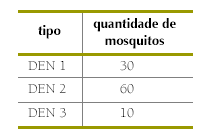 tipo quantidade de
mosquitos
DEN 1 30
DEN 2 60
DEN 3 10